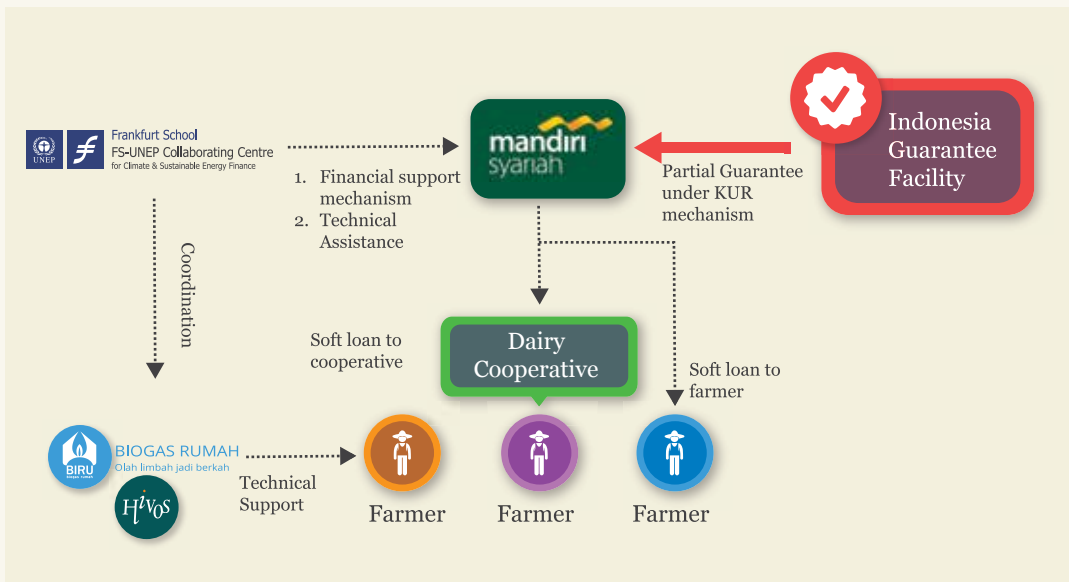 UNEP
Frankfurt School
FS-UNEP Collaborating Centre
for Climate & Sustainable Energy Finance
1. Financial support
mechanism
2. Technical
Assistance
mandiri
syariah
Partial Guarantee
under KUR
mechanism
Indonesia
Guarantee
Facility
Coordination
Soft loan to
cooperative
Dairy
Cooperative
Soft loan to
farmer
BIRU
BIOGAS RUMAH
BIOGAS RUMAH
Olah limbah jadi berkah
Hivos
Technical
Support
Farmer
Farmer
Farmer